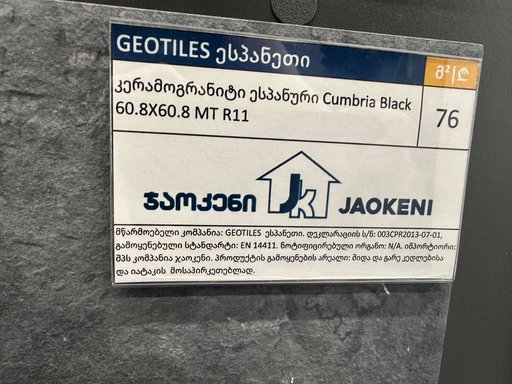 GEOTILES ესპანეთი
მ²|₾
კერამოგრანიტი ესპანური Cumbria Black
60.8X60.8 MT R11
76
ჯაოკენი JK JAOKENI
მწარმოებელი კომპანია: GEOTILES ესპანეთი. დეკლარაციის ს/ნ: 003CPR2013-07-01,
გამოყენებული სტანდარტი: EN 14411. ნოტიფიცირებული ორგანო: N/A. იმპორტიორი:
შპს კომპანია ჯაოკენი. პროდუქტის გამოყენების არეალი: შიდა და გარე კედლებისა
და იატაკის მოსაპირკეთებლად.